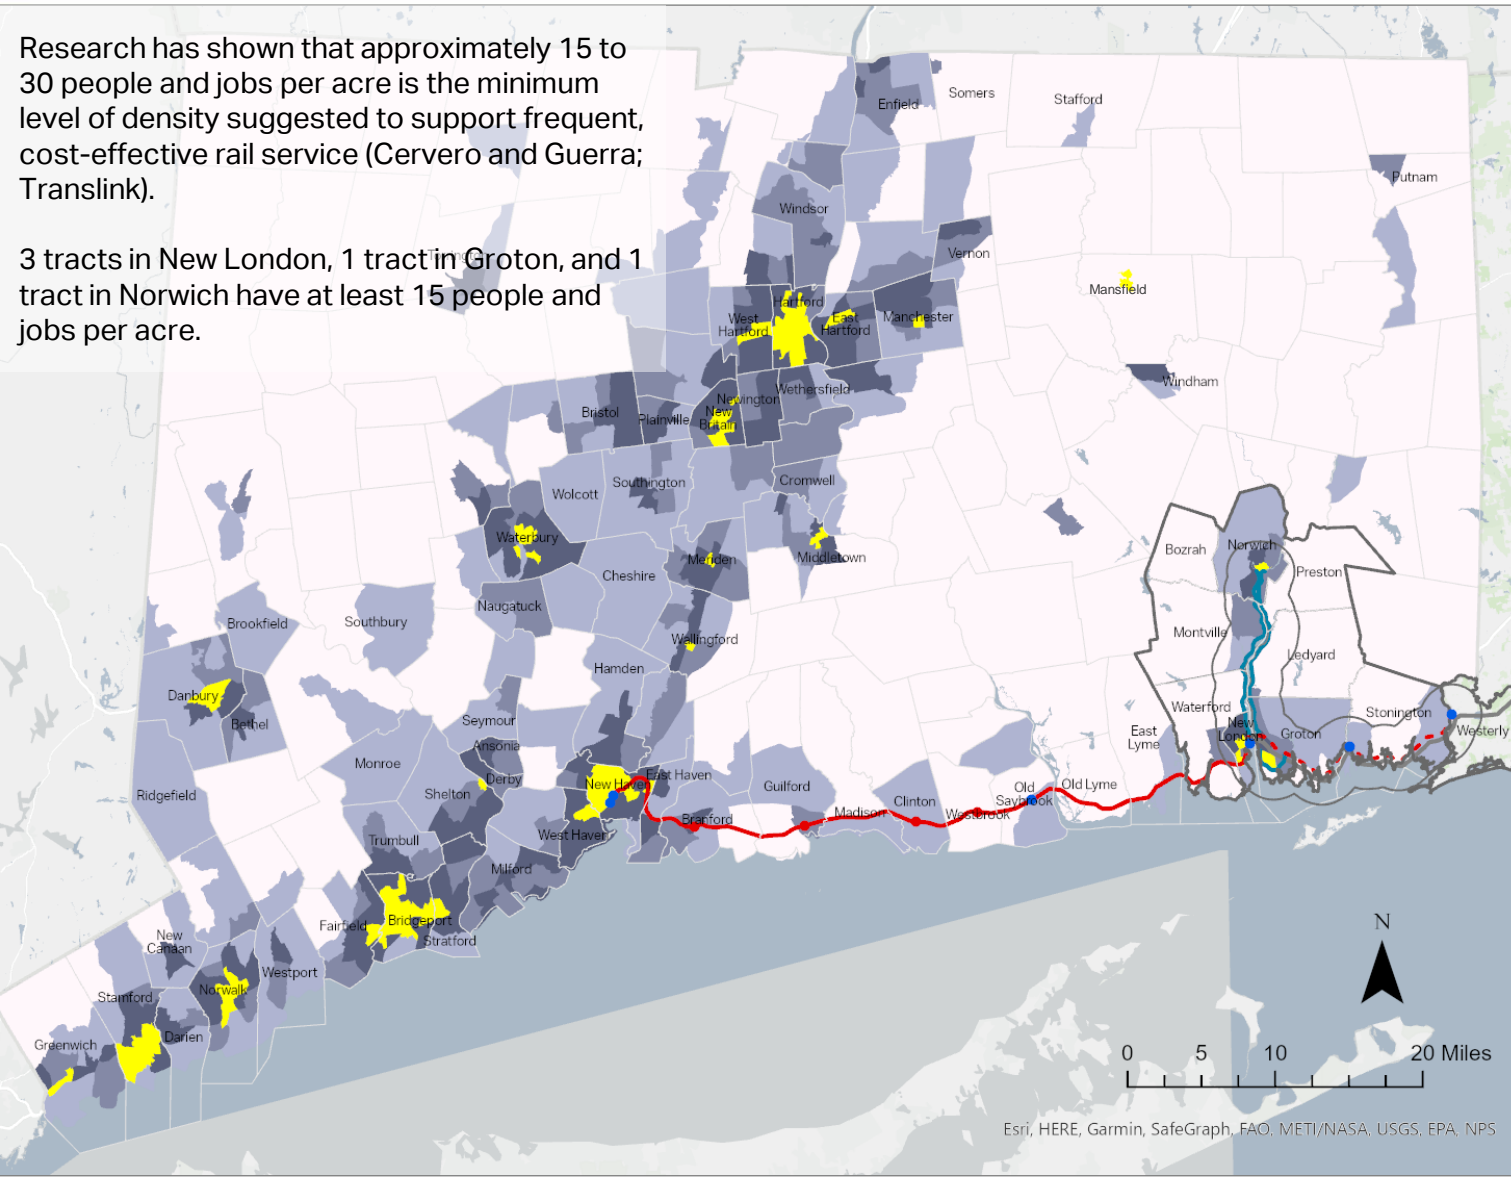 Research has shown that approximately 15 to
30 people and jobs per acre is the minimum
level of density suggested to support frequent,
cost-effective rail service (Cervero and Guerra;
Translink).
3 tracts in New London, 1 tract in Groton, and 1
tract in Norwich have at least 15 people and
jobs per acre.
Enfield
Somers
Stafford
Putnam
Windsor
Vernon
Mansfield
Hartford
West
Hartford
East
Hartford
Manchester
Windham
Wethersfield
Newington
New
Britain
Bristol
Plainville
Southington
Cromwell
Wolcott
Waterbury
Meriden
Middletown
Cheshire
Bozrah
Norwich
Preston
Naugatuck
Brookfield
Southbury
Wallingford
Montville
Ledyard
Hamden
Danbury
Bethel
Seymour
Waterford
New
London
Groton
Stonington
Westerly
East
Lyme
Ansonia
Monroe
Derby
New Haven
East Haven
Guilford
Old
Saybrook
Old Lyme
Ridgefield
Shelton
Clinton
Madison
Westbrook
Branford
West Haven
Trumbull
Milford
Fairfield
Bridgeport
Stratford
New
Canaan
Westport
Norwalk
Stamford
Darien
Greenwich
N
0 5 10 20 Miles
Esri, HERE, Garmin, SafeGraph, FAO, METI/NASA, USGS, EPA, NPS